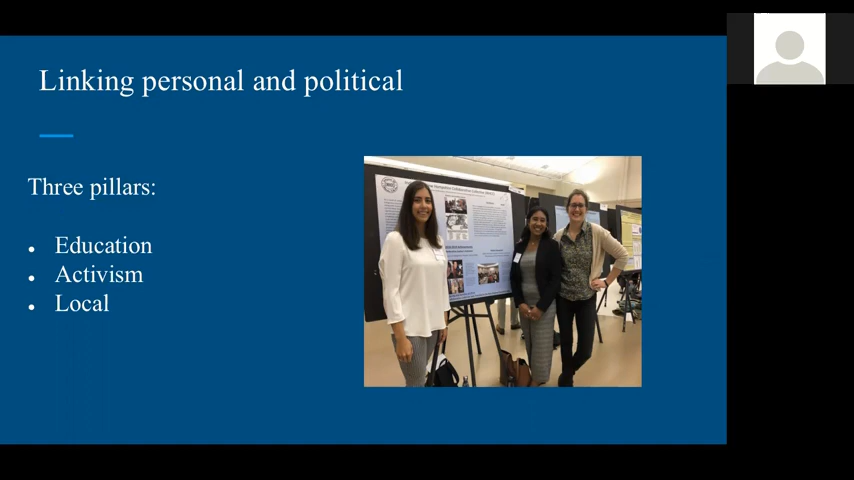 Linking personal and political
Three pillars:
Education
Activism
Local